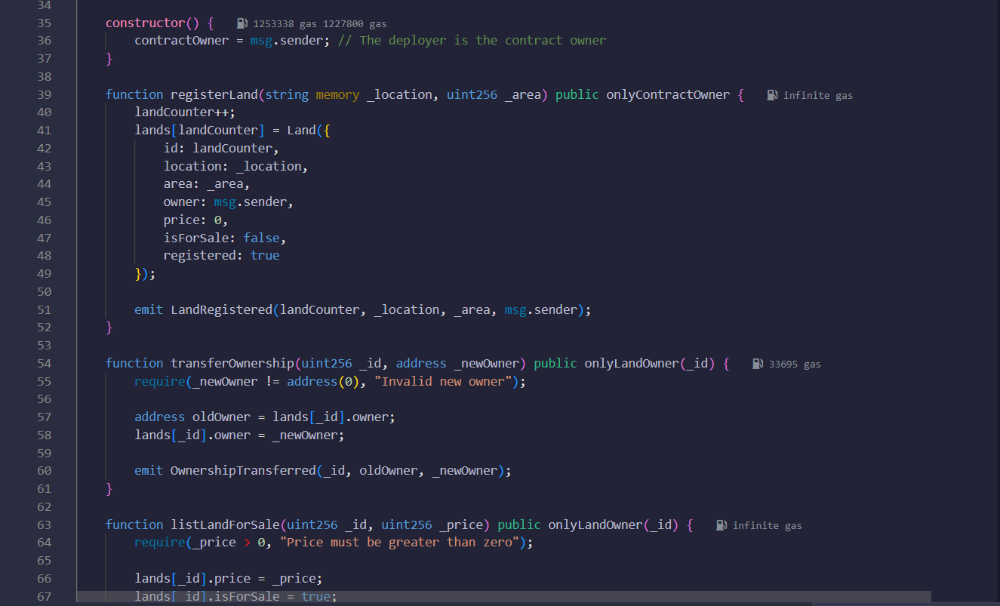 34
35 constructor() { 1253338 gas 1227800 gas
36 contractOwner = msg.sender; // The deployer is the contract owner
37 }
38
39 function registerLand(string memory _location, uint256 _area) public onlyContractOwner { infinite gas
40 landCounter++;
41 lands[landCounter] = Land({
42 id: landCounter,
43 location: _location,
44 area: _area,
45 owner: msg.sender,
46 price: 0,
47 isForSale: false,
48 registered: true
49 });
50
51 emit LandRegistered(landCounter, _location, _area, msg.sender);
52 }
53
54 function transferOwnership(uint256 _id, address _newOwner) public onlyLandOwner(_id) { 33695 gas
55 require(_newOwner != address(0), "Invalid new owner");
56
57 address oldOwner = lands[_id].owner;
58 lands[_id].owner = _newOwner;
59
60 emit OwnershipTransferred(_id, oldOwner, _newOwner);
61 }
62
63 function listLandForSale(uint256 _id, uint256 _price) public onlyLandOwner(_id) { infinite gas
64 require(_price > 0, "Price must be greater than zero");
65
66 lands[_id].price = _price;
67 lands[_id].isForSale = true;